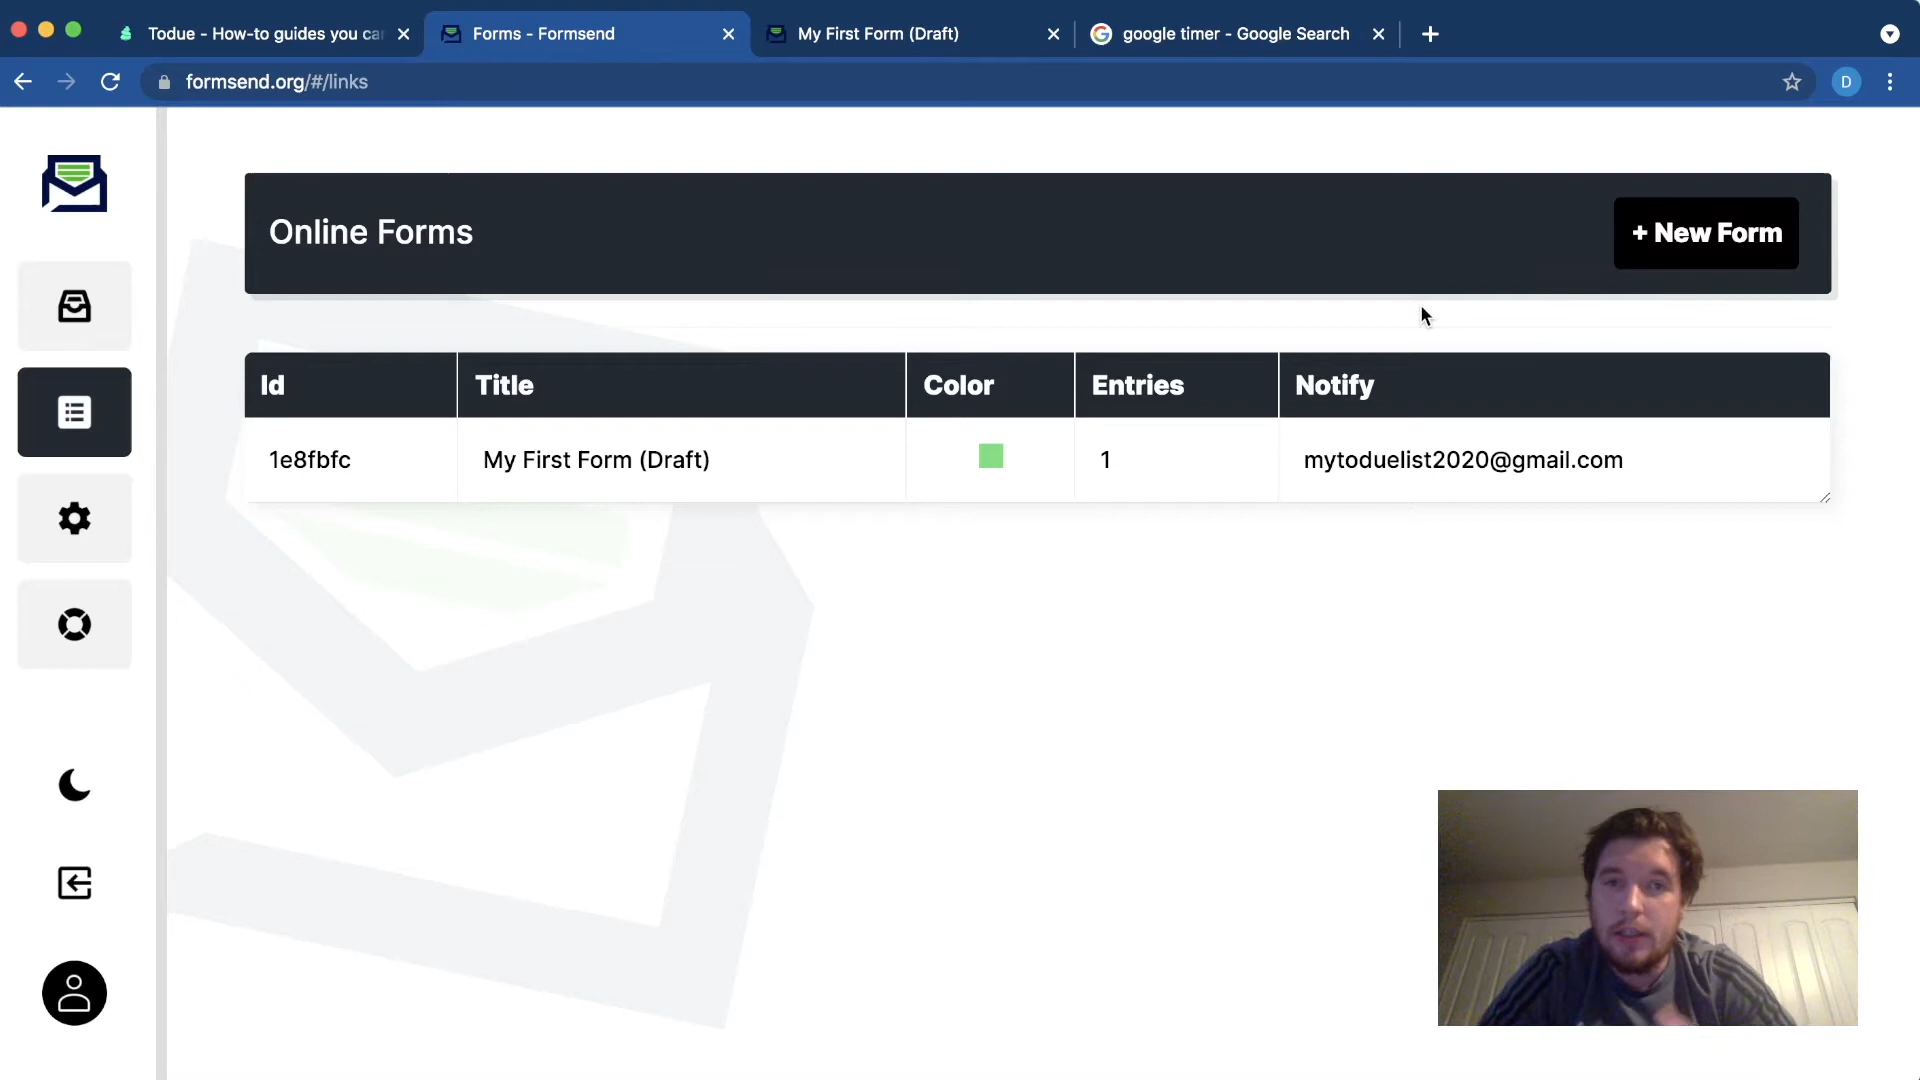 Todue - How-to guides you ca
Forms - Formsend
My First Form (Draft)
google timer - Google Search
formsend.org/#/links
D
Online Forms
+ New Form
Id Title Color Entries Notify
1e8fbfc My First Form (Draft) 1 mytoduelist2020@gmail.com